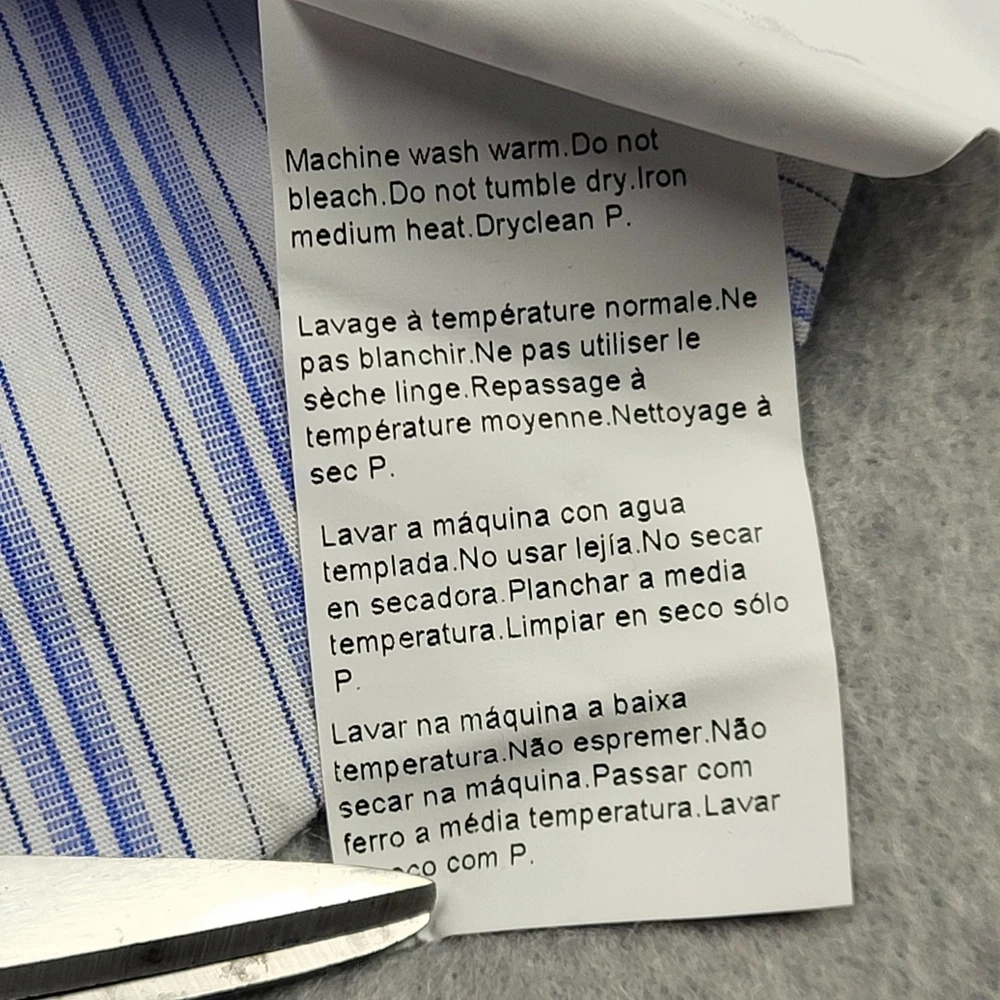 Machine wash warm.Do not
bleach.Do not tumble dry.Iron
medium heat.Dryclean P.
Lavage à température normale.Ne
pas blanchir.Ne pas utiliser le
sèche linge.Repassage à
température moyenne.Nettoyage à
sec P.
Lavar a máquina con agua
templada.No usar lejía.No secar
en secadora.Planchar a media
temperatura.Limpiar en seco sólo
P.
Lavar na máquina a baixa
temperatura.Não espremer.Não
secar na máquina.Passar com
ferro a média temperatura.Lavar
com P.